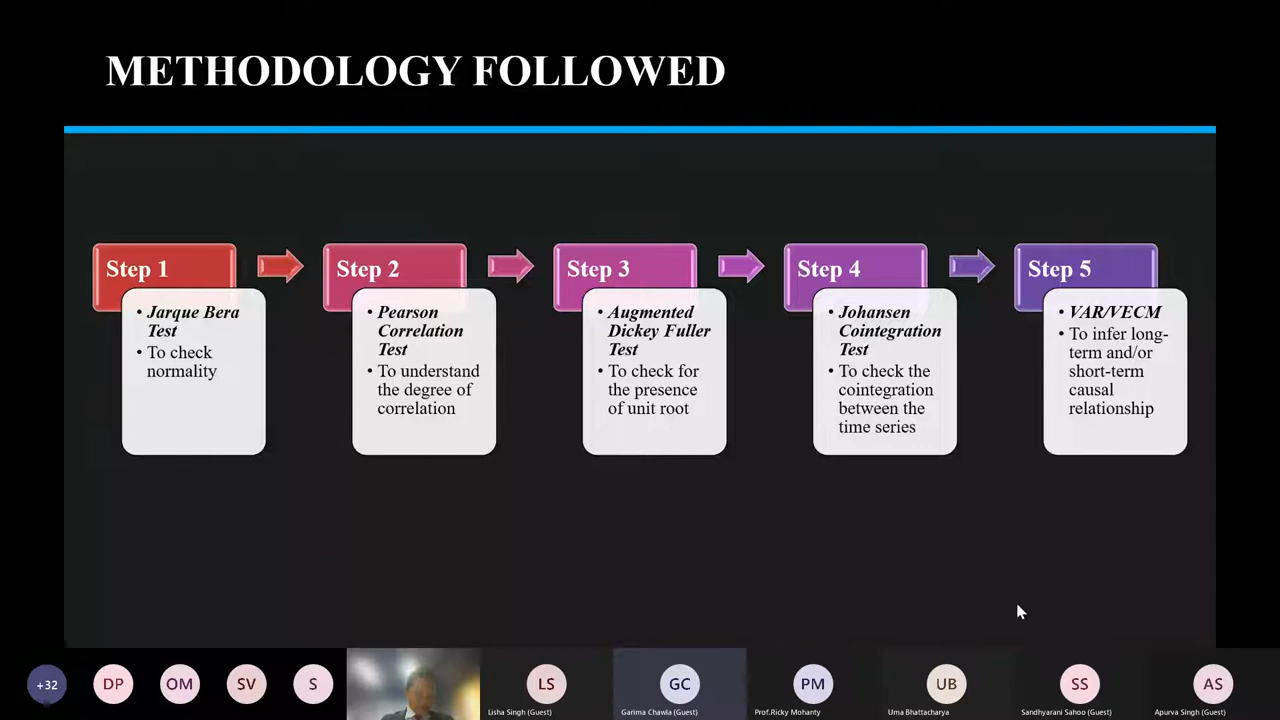 METHODOLOGY FOLLOWED
Step 1
• Jarque Bera
Test
• To check
normality
Step 2
• Pearson
Correlation
Test
• To understand
the degree of
correlation
Step 3
• Augmented
Dickey Fuller
Test
• To check for
the presence
of unit root
Step 4
• Johansen
Cointegration
Test
• To check the
cointegration
between the
time series
Step 5
• VAR/VECM
• To infer long-
term and/or
short-term
causal
relationship
+32
DP
OM
SV
S
LS
Lisha Singh (Guest)
GC
Garima Chawla (Guest)
PM
Prof.Ricky Mohanty
UB
Uma Bhattacharya
SS
Sandhyarani Sahoo (Guest)
AS
Apurva Singh (Guest)